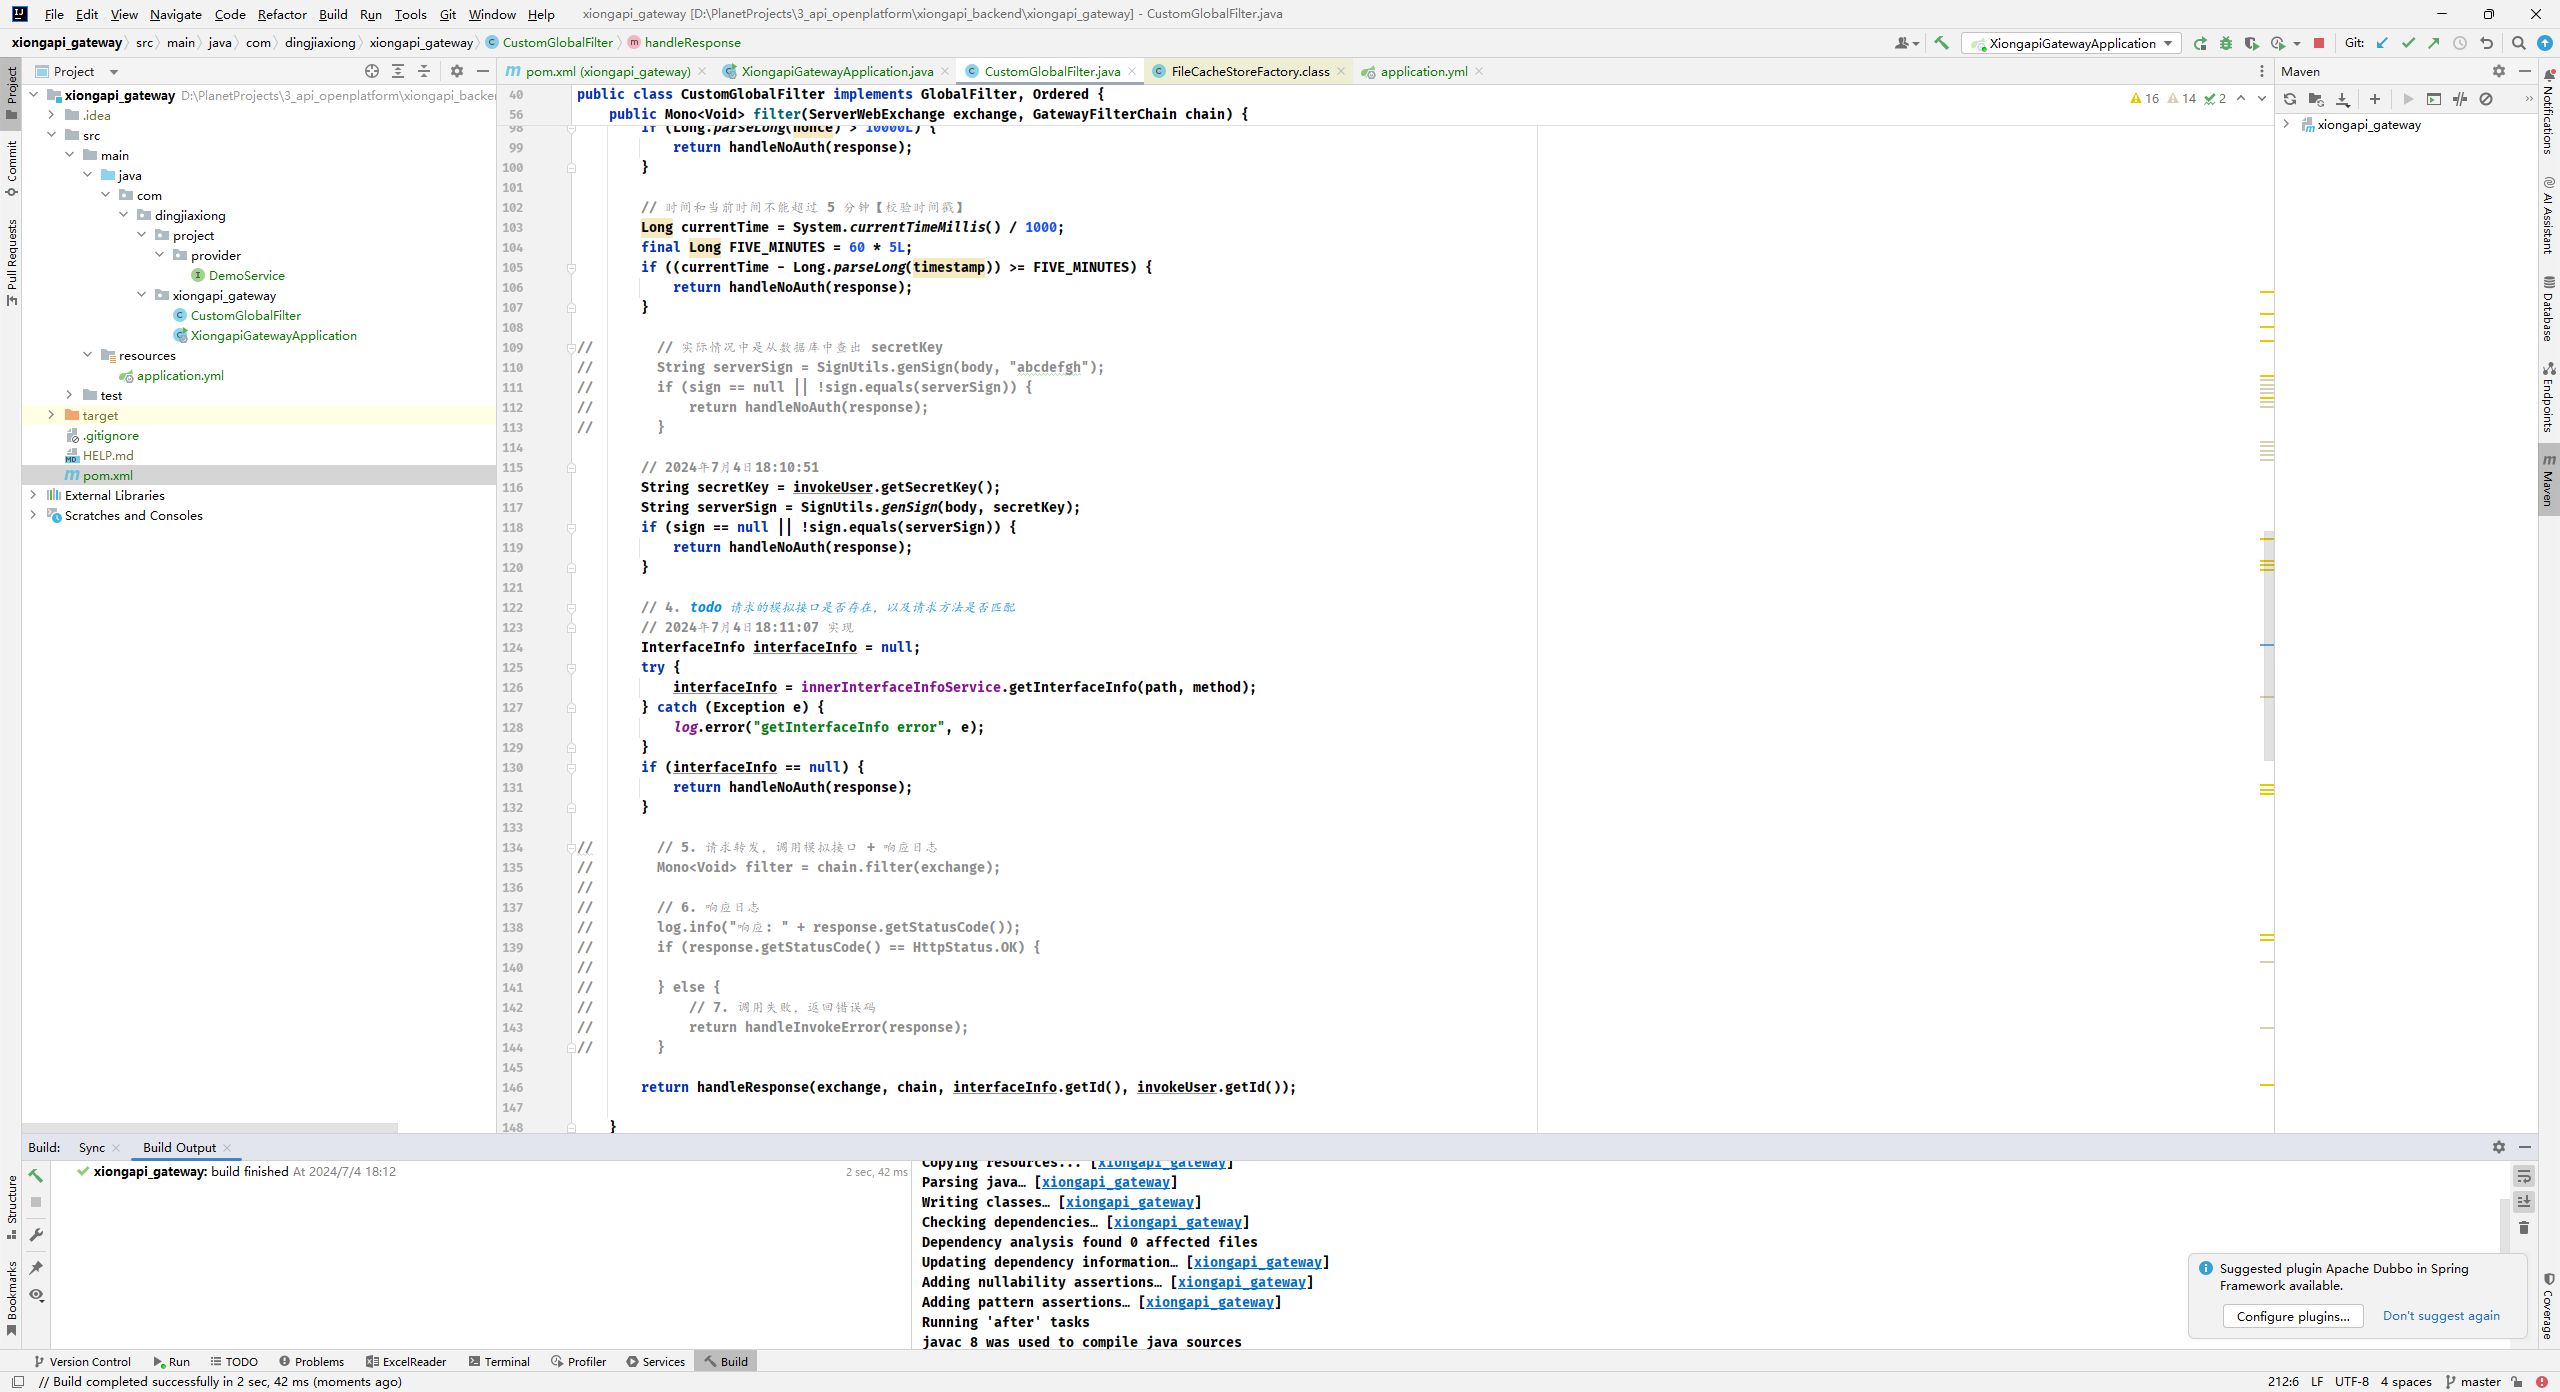 File Edit View Navigate Code Refactor Build Run Tools Git Window Help xiongapi_gateway [D:\PlanetProjects\3_api_openplatform\xiongapi_backend\xiongapi_gateway] - CustomGlobalFilter.java
xiongapi_gateway src main java com dingjiaxiong xiongapi_gateway CustomGlobalFilter handleResponse XiongapiGatewayApplication Git:
Project
pom.xml (xiongapi_gateway) XiongapiGatewayApplication.java CustomGlobalFilter.java FileCacheStoreFactory.class application.yml
Maven
xiongapi_gateway D:\PlanetProjects\3_api_openplatform\xiongapi_backer
.idea
src
main
java
com
dingjiaxiong
project
provider
DemoService
xiongapi_gateway
CustomGlobalFilter
XiongapiGatewayApplication
resources
application.yml
test
target
.gitignore
HELP.md
pom.xml
External Libraries
Scratches and Consoles
40 public class CustomGlobalFilter implements GlobalFilter, Ordered {
16 14 2
56 public Mono<Void> filter(ServerWebExchange exchange, GatewayFilterChain chain) {
98 if (Long.parseLong(nonce) > 10000L) {
99 return handleNoAuth(response);
100 }
101
102 // 时间和当前时间不能超过 5 分钟【校验时间戳】
103 Long currentTime = System.currentTimeMillis() / 1000;
104 final Long FIVE_MINUTES = 60 * 5L;
105 if ((currentTime - Long.parseLong(timestamp)) >= FIVE_MINUTES) {
106 return handleNoAuth(response);
107 }
108
109 // // 实际情况中是从数据库中查出 secretKey
110 // String serverSign = SignUtils.genSign(body, "abcdefgh");
111 // if (sign == null || !sign.equals(serverSign)) {
112 // return handleNoAuth(response);
113 // }
114
115 // 2024年7月4日18:10:51
116 String secretKey = invokeUser.getSecretKey();
117 String serverSign = SignUtils.genSign(body, secretKey);
118 if (sign == null || !sign.equals(serverSign)) {
119 return handleNoAuth(response);
120 }
121
122 // 4. todo 请求的模拟接口是否存在，以及请求方法是否匹配
123 // 2024年7月4日18:11:07 实现
124 InterfaceInfo interfaceInfo = null;
125 try {
126 interfaceInfo = innerInterfaceInfoService.getInterfaceInfo(path, method);
127 } catch (Exception e) {
128 log.error("getInterfaceInfo error", e);
129 }
130 if (interfaceInfo == null) {
131 return handleNoAuth(response);
132 }
133
134 // // 5. 请求转发，调用模拟接口 + 响应日志
135 // Mono<Void> filter = chain.filter(exchange);
136 //
137 // // 6. 响应日志
138 // log.info("响应: " + response.getStatusCode());
139 // if (response.getStatusCode() == HttpStatus.OK) {
140 //
141 // } else {
142 // // 7. 调用失败，返回错误码
143 // return handleInvokeError(response);
144 // }
145
146 return handleResponse(exchange, chain, interfaceInfo.getId(), invokeUser.getId());
147
148 }
xiongapi_gateway
Project
Commit
Pull Requests
Structure
Bookmarks
Notifications
AI Assistant
Database
Endpoints
Maven
Coverage
Build: Sync Build Output
xiongapi_gateway: build finished At 2024/7/4 18:12 2 sec, 42 ms
Copying resources... [xiongapi_gateway]
Parsing java… [xiongapi_gateway]
Writing classes… [xiongapi_gateway]
Checking dependencies… [xiongapi_gateway]
Dependency analysis found 0 affected files
Updating dependency information… [xiongapi_gateway]
Adding nullability assertions… [xiongapi_gateway]
Adding pattern assertions… [xiongapi_gateway]
Running 'after' tasks
javac 8 was used to compile java sources
Suggested plugin Apache Dubbo in Spring
Framework available.
Configure plugins... Don't suggest again
Version Control Run TODO Problems ExcelReader Terminal Profiler Services Build
// Build completed successfully in 2 sec, 42 ms (moments ago) 212:6 LF UTF-8 4 spaces master